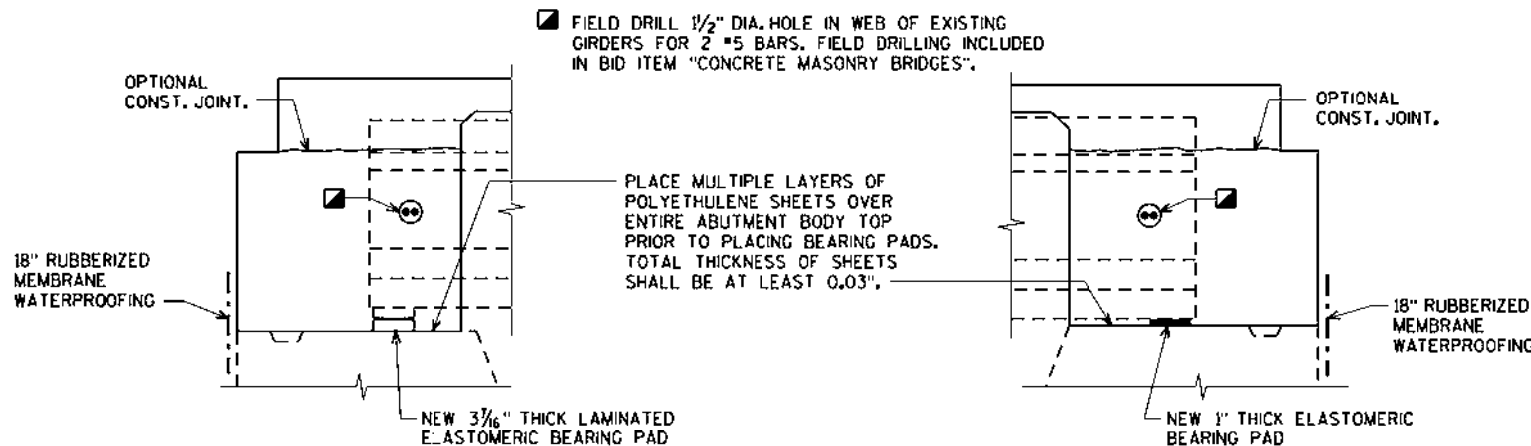 FIELD DRILL 1½" DIA. HOLE IN WEB OF EXISTING
GIRDERS FOR 2 #5 BARS. FIELD DRILLING INCLUDED
IN BID ITEM "CONCRETE MASONRY BRIDGES".
OPTIONAL
CONST. JOINT.
OPTIONAL
CONST. JOINT.
PLACE MULTIPLE LAYERS OF
POLYETHULENE SHEETS OVER
ENTIRE ABUTMENT BODY TOP
PRIOR TO PLACING BEARING PADS.
TOTAL THICKNESS OF SHEETS
SHALL BE AT LEAST 0.03".
18" RUBBERIZED
MEMBRANE
WATERPROOFING
18" RUBBERIZED
MEMBRANE
WATERPROOFING
NEW 3⁷⁄₁₆" THICK LAMINATED
ELASTOMERIC BEARING PAD
NEW 1" THICK ELASTOMERIC
BEARING PAD